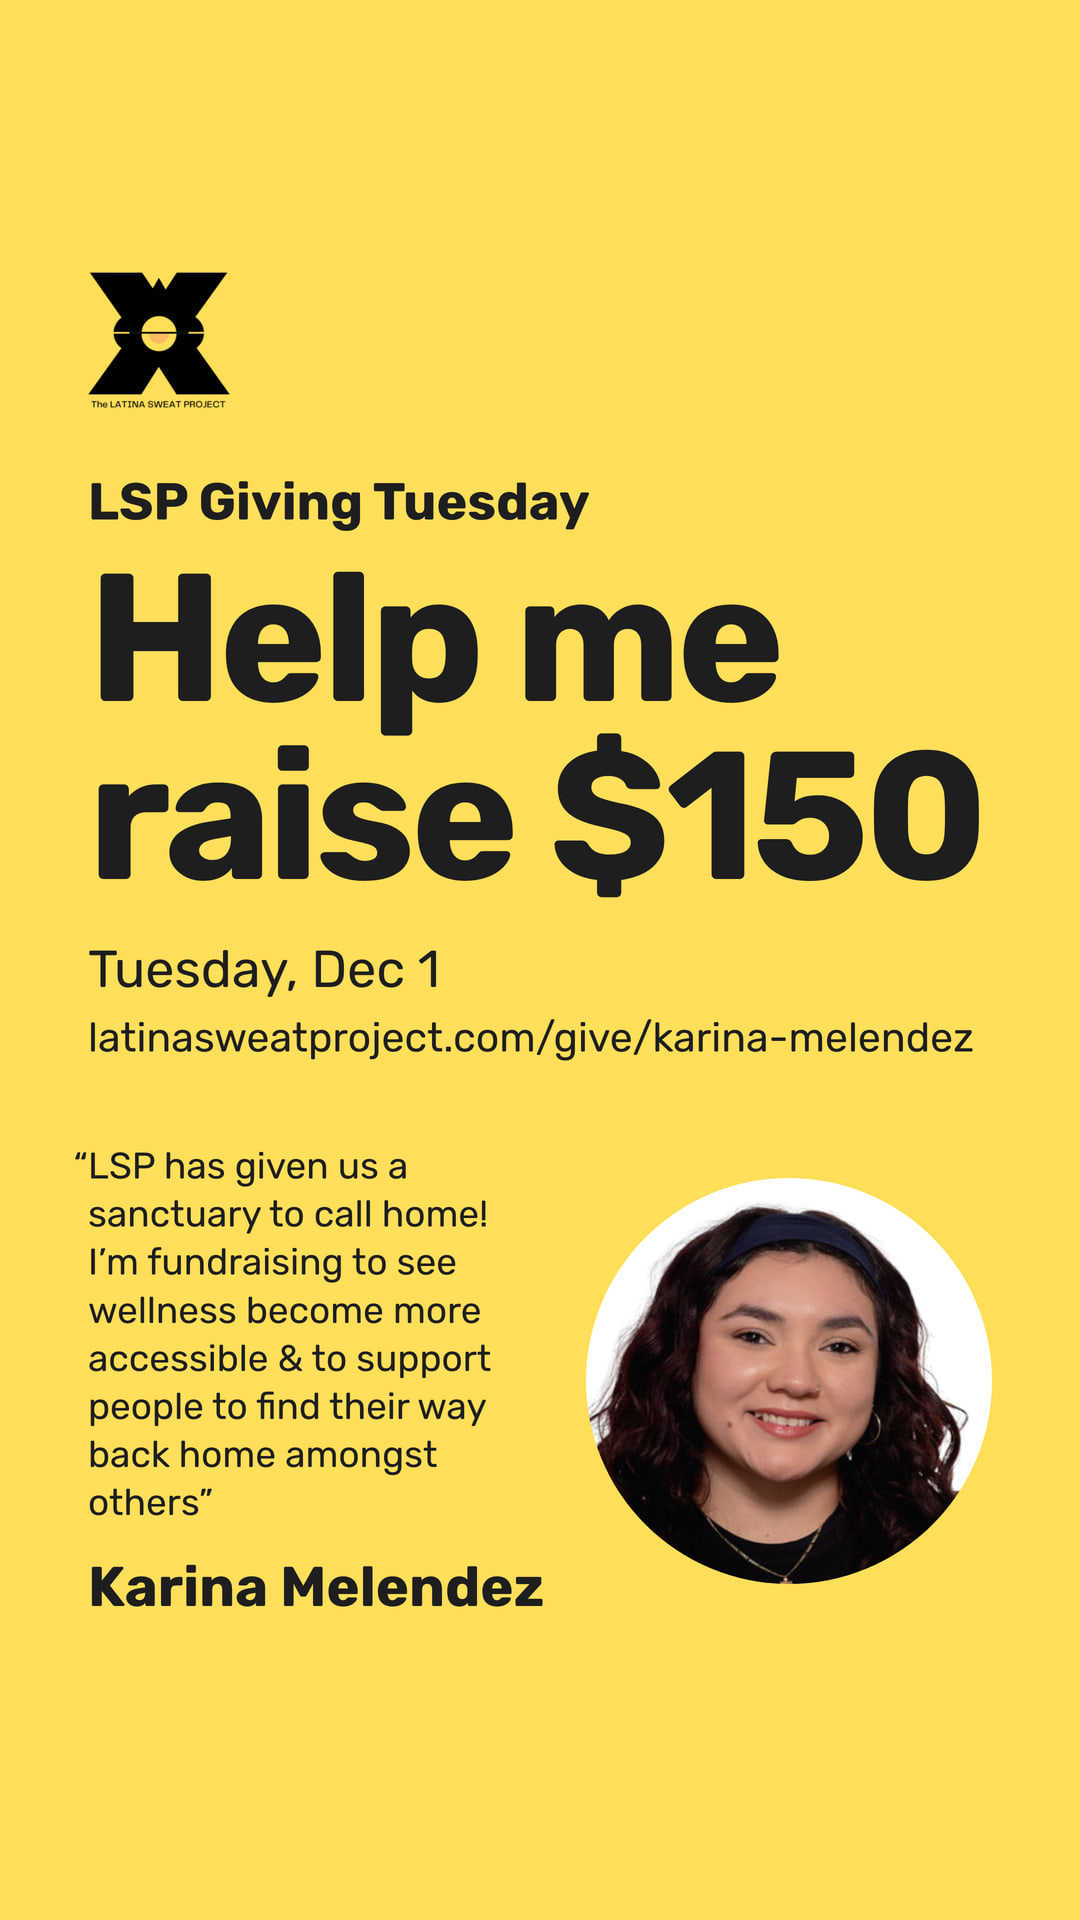 The LATINA SWEAT PROJECT
LSP Giving Tuesday
Help me
raise $150
Tuesday, Dec 1
latinasweatproject.com/give/karina-melendez
“LSP has given us a
sanctuary to call home!
I’m fundraising to see
wellness become more
accessible & to support
people to find their way
back home amongst
others”
Karina Melendez